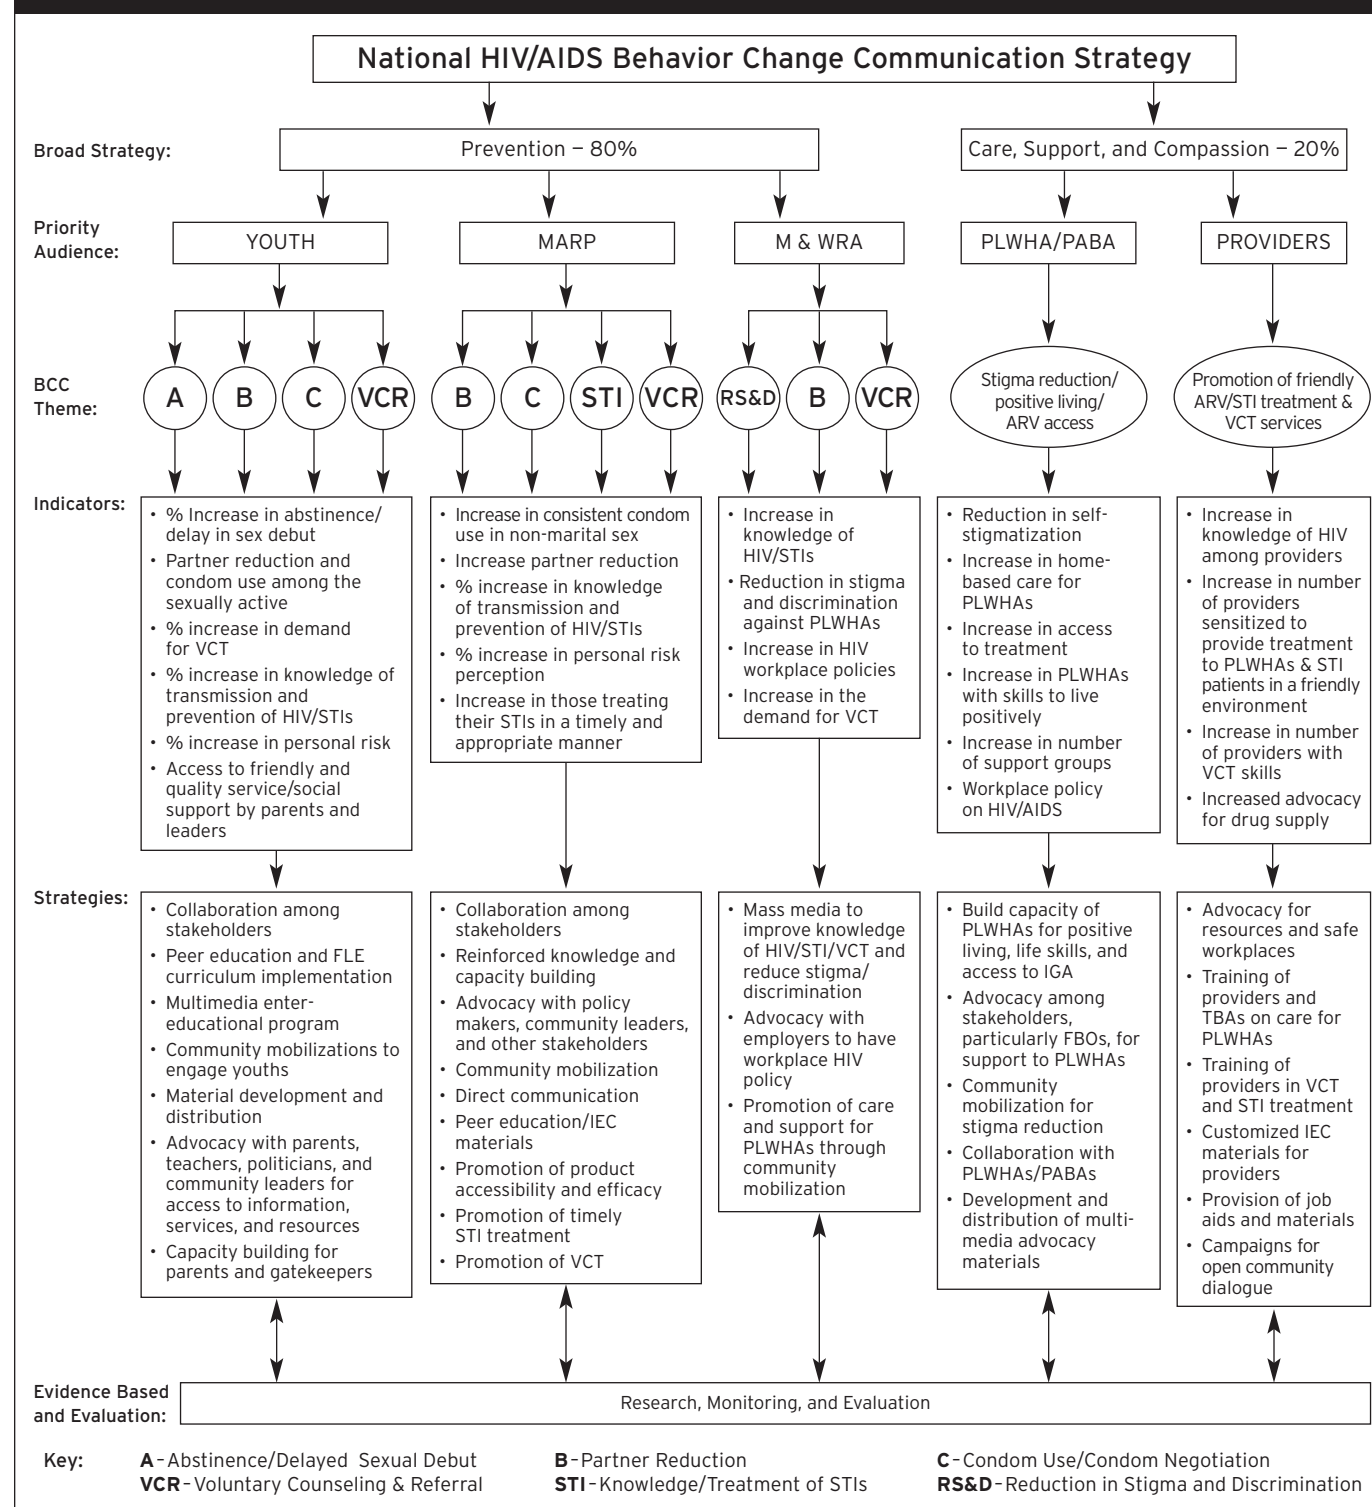 National HIV/AIDS Behavior Change Communication Strategy
Broad Strategy:
Prevention – 80%
Care, Support, and Compassion – 20%
Priority
Audience:
YOUTH
MARP
M & WRA
PLWHA/PABA
PROVIDERS
BCC
Theme:
A
B
C
VCR
B
C
STI
VCR
RS&D
B
VCR
Stigma reduction/
positive living/
ARV access
Promotion of friendly
ARV/STI treatment &
VCT services
Indicators:
• % Increase in abstinence/
delay in sex debut
• Partner reduction and
condom use among the
sexually active
• % increase in demand
for VCT
• % increase in knowledge of
transmission and
prevention of HIV/STIs
• % increase in personal risk
• Access to friendly and
quality service/social
support by parents and
leaders
• Increase in consistent condom
use in non-marital sex
• Increase partner reduction
• % increase in knowledge
of transmission and
prevention of HIV/STIs
• % increase in personal risk
perception
• Increase in those treating
their STIs in a timely and
appropriate manner
• Increase in
knowledge of
HIV/STIs
• Reduction in stigma
and discrimination
against PLWHAs
• Increase in HIV
workplace policies
• Increase in the
demand for VCT
• Reduction in self-
stigmatization
• Increase in home-
based care for
PLWHAs
• Increase in access
to treatment
• Increase in PLWHAs
with skills to live
positively
• Increase in number
of support groups
• Workplace policy
on HIV/AIDS
• Increase in
knowledge of HIV
among providers
• Increase in number
of providers
sensitized to
provide treatment
to PLWHAs & STI
patients in a friendly
environment
• Increase in number
of providers with
VCT skills
• Increased advocacy
for drug supply
Strategies:
• Collaboration among
stakeholders
• Peer education and FLE
curriculum implementation
• Multimedia enter-
educational program
• Community mobilizations to
engage youths
• Material development and
distribution
• Advocacy with parents,
teachers, politicians, and
community leaders for
access to information,
services, and resources
• Capacity building for
parents and gatekeepers
• Collaboration among
stakeholders
• Reinforced knowledge and
capacity building
• Advocacy with policy
makers, community leaders,
and other stakeholders
• Community mobilization
• Direct communication
• Peer education/IEC
materials
• Promotion of product
accessibility and efficacy
• Promotion of timely
STI treatment
• Promotion of VCT
• Mass media to
improve knowledge
of HIV/STI/VCT and
reduce stigma/
discrimination
• Advocacy with
employers to have
workplace HIV
policy
• Promotion of care
and support for
PLWHAs through
community
mobilization
• Build capacity of
PLWHAs for positive
living, life skills, and
access to IGA
• Advocacy among
stakeholders,
particularly FBOs, for
support to PLWHAs
• Community
mobilization for
stigma reduction
• Collaboration with
PLWHAs/PABAs
• Development and
distribution of multi-
media advocacy
materials
• Advocacy for
resources and safe
workplaces
• Training of
providers and
TBAs on care for
PLWHAs
• Training of
providers in VCT
and STI treatment
• Customized IEC
materials for
providers
• Provision of job
aids and materials
• Campaigns for
open community
dialogue
Evidence Based
and Evaluation:
Research, Monitoring, and Evaluation
Key:
A–Abstinence/Delayed Sexual Debut
B–Partner Reduction
C–Condom Use/Condom Negotiation
VCR–Voluntary Counseling & Referral
STI–Knowledge/Treatment of STIs
RS&D–Reduction in Stigma and Discrimination